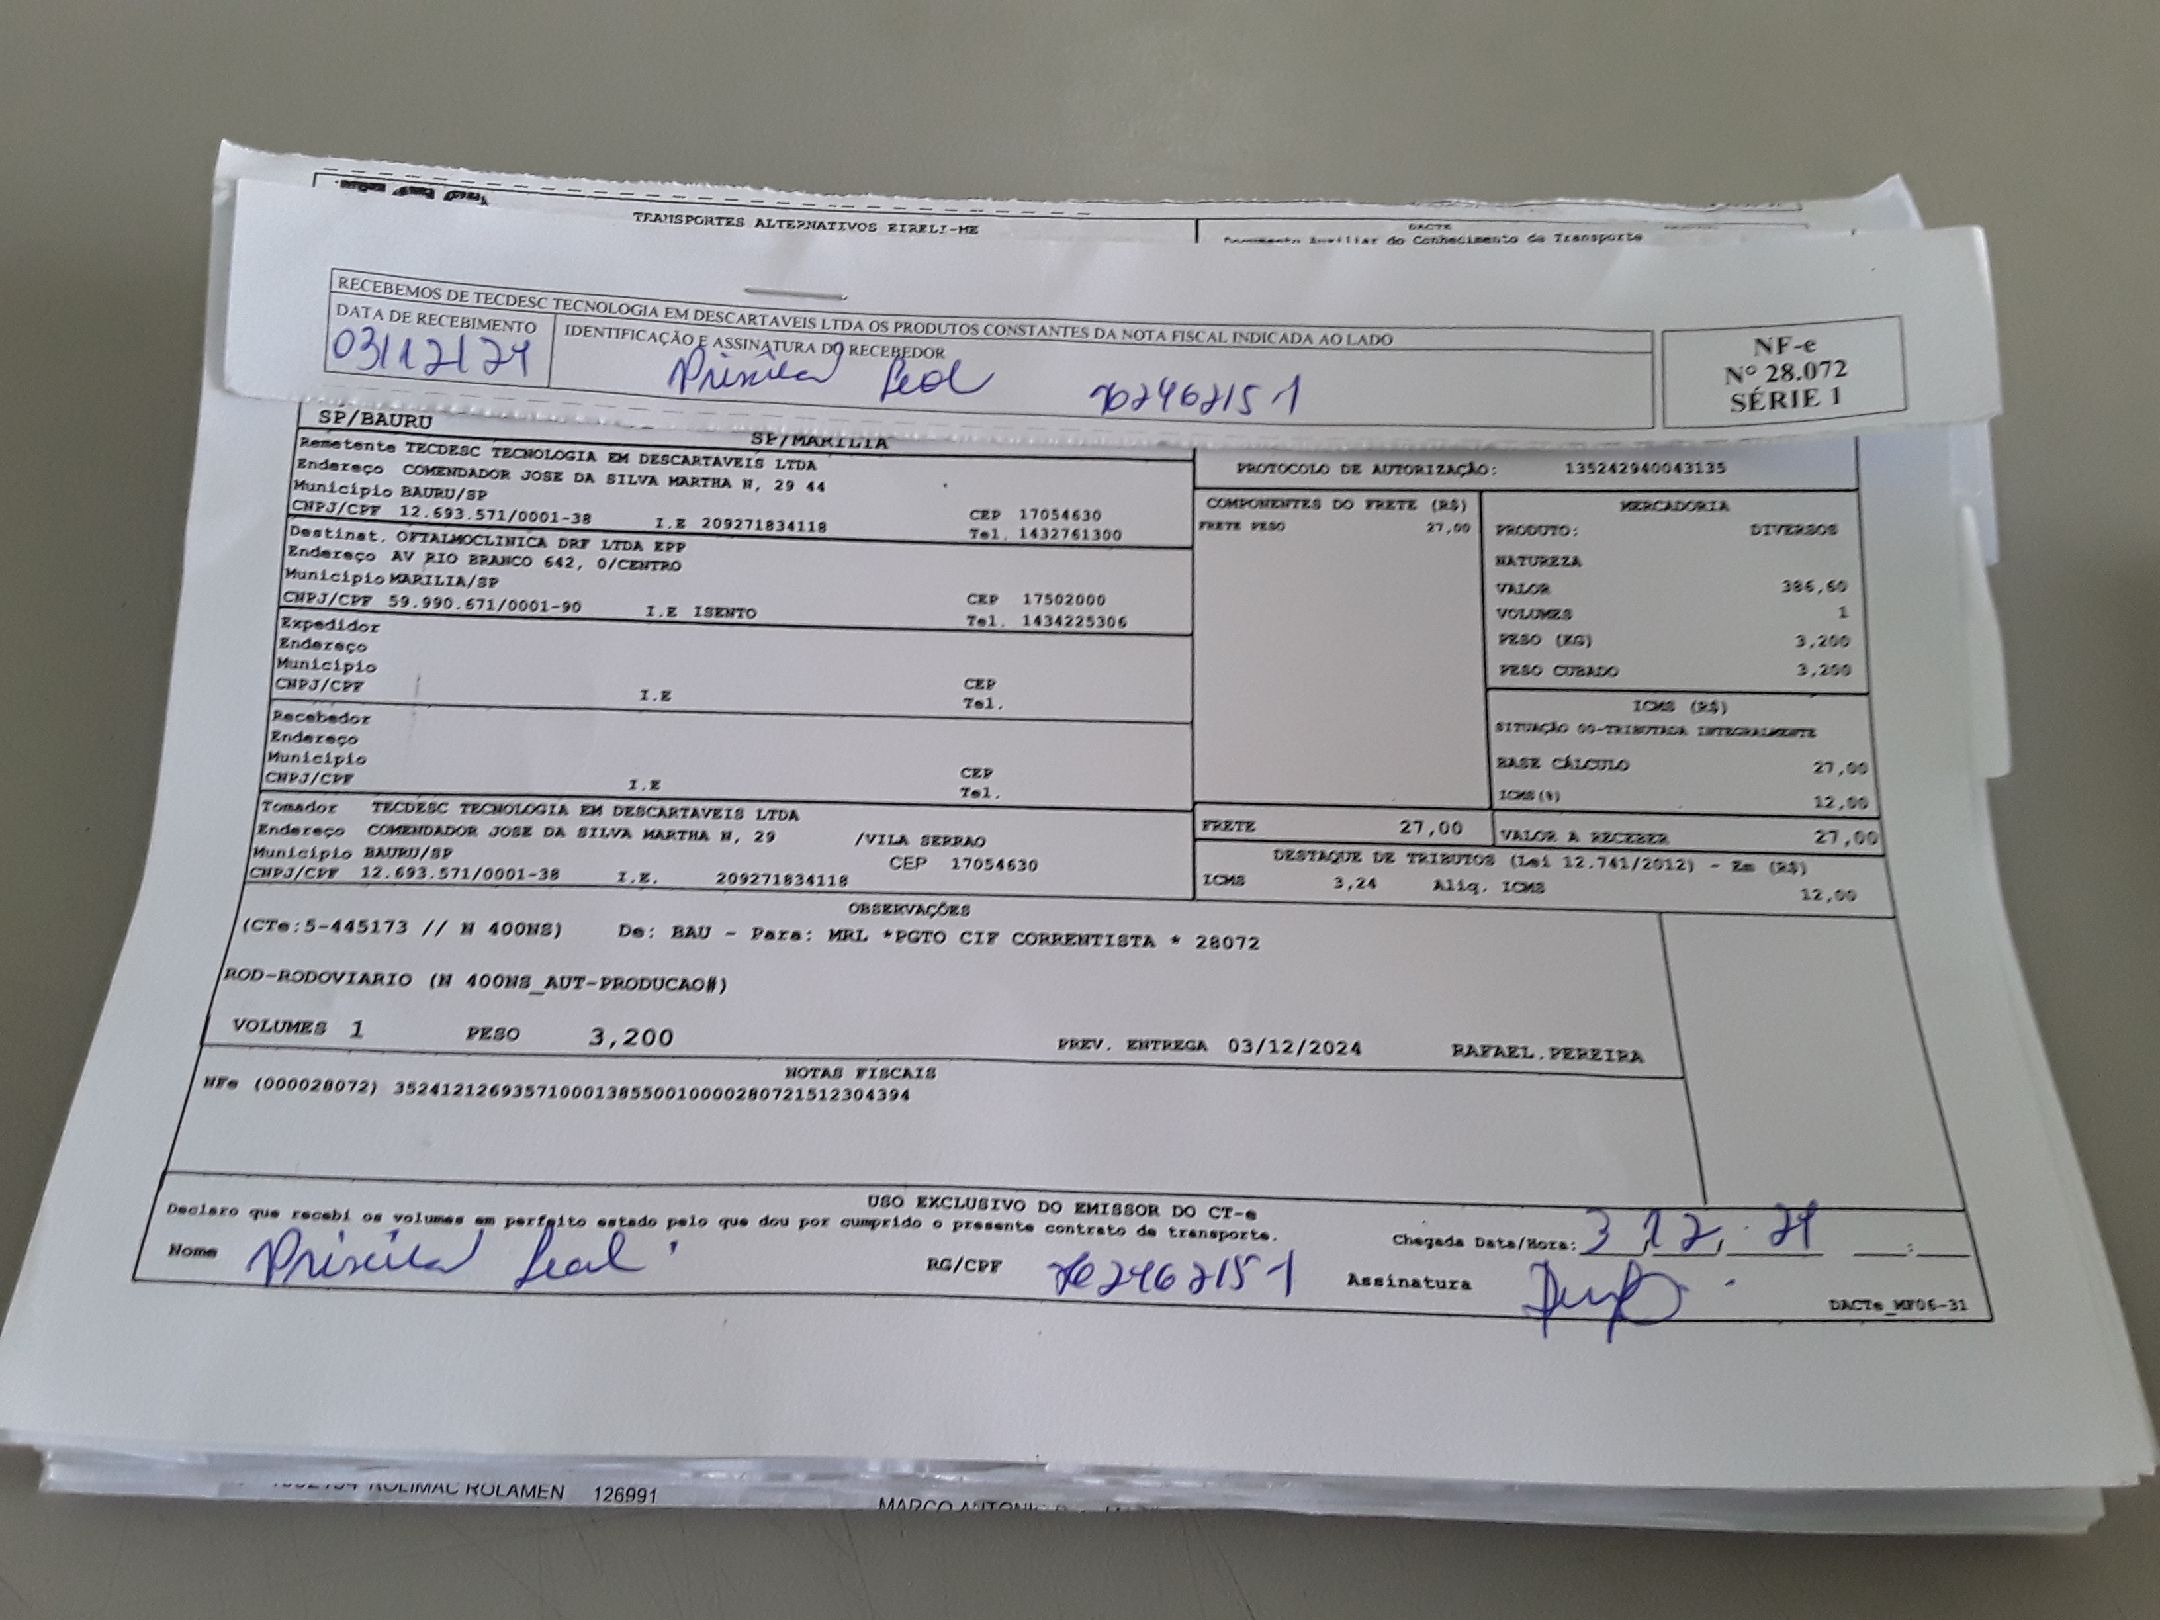 TRANSPORTES ALTERNATIVOS EIRELI-ME
DACTE
Documento Auxiliar do Conhecimento de Transporte
RECEBEMOS DE TECDESC TECNOLOGIA EM DESCARTAVEIS LTDA OS PRODUTOS CONSTANTES DA NOTA FISCAL INDICADA AO LADO
DATA DE RECEBIMENTO
03/12/24
IDENTIFICAÇÃO E ASSINATURA DO RECEBEDOR
Priscila Leal
NF-e
Nº 28.072
SÉRIE 1
SP/BAURU
SP/MARILIA
Remetente TECDESC TECNOLOGIA EM DESCARTAVEIS LTDA
Endereço COMENDADOR JOSE DA SILVA MARTHA N, 29 44
Município BAURU/SP
CNPJ/CPF 12.693.571/0001-38 I.E 209271834118
CEP 17054630
Tel. 1432761300
Destinat. OFTALMOCLINICA DRF LTDA EPP
Endereço AV RIO BRANCO 642, 0/CENTRO
Município MARILIA/SP
CNPJ/CPF 59.990.671/0001-90 I.E ISENTO
CEP 17502000
Tel. 1434225306
Expedidor
Endereço
Município
CNPJ/CPF I.E
CEP
Tel.
Recebedor
Endereço
Município
CNPJ/CPF I.E
CEP
Tel.
Tomador TECDESC TECNOLOGIA EM DESCARTAVEIS LTDA
Endereço COMENDADOR JOSE DA SILVA MARTHA N, 29 /VILA SERRAO
Município BAURU/SP CEP 17054630
CNPJ/CPF 12.693.571/0001-38 I.E. 209271834118
PROTOCOLO DE AUTORIZAÇÃO: 135242940043135
COMPONENTES DO FRETE (R$)
FRETE PESO 27,00
MERCADORIA
PRODUTO: DIVERSOS
NATUREZA
VALOR 386,60
VOLUMES 1
PESO (KG) 3,200
PESO CUBADO 3,200
ICMS (R$)
SITUAÇÃO 00-TRIBUTADA INTEGRALMENTE
BASE CÁLCULO 27,00
ICMS(%) 12,00
FRETE 27,00
VALOR A RECEBER 27,00
DESTAQUE DE TRIBUTOS (Lei 12.741/2012) - Em (R$)
ICMS 3,24 Aliq. ICMS 12,00
OBSERVAÇÕES
(CTe:5-445173 // N 400NS) De: BAU - Para: MRL *PGTO CIF CORRENTISTA * 28072
ROD-RODOVIARIO (N 400NS_AUT-PRODUCAO#)
VOLUMES 1 PESO 3,200 PREV. ENTREGA 03/12/2024 RAFAEL.PEREIRA
NOTAS FISCAIS
NFe (000028072) 35241212693571000138550010000280721512304394
USO EXCLUSIVO DO EMISSOR DO CT-e
Declaro que recebi os volumes em perfeito estado pelo que dou por cumprido o presente contrato de transporte.
Chegada Data/Hora: 3 / 12 / 24 :
Nome Priscila Leal
RG/CPF
Assinatura
DACTe_MF06-31
ROLIMAC ROLAMEN 126991
MARCO ANTONIO